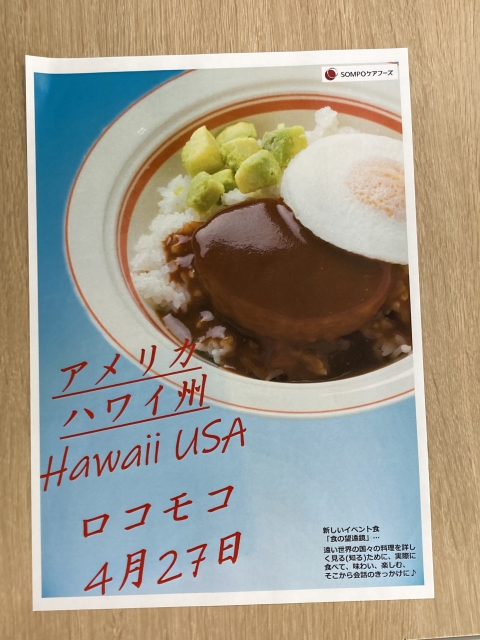 SOMPOケアフーズ
アメリカ
ハワイ州
Hawaii USA
ロコモコ
4月27日
新しいイベント食
「食の望遠鏡」…
遠い世界の国々の料理を詳し
く見る(知る)ために、実際に
食べて、味わい、楽しむ、
そこから会話のきっかけに♪